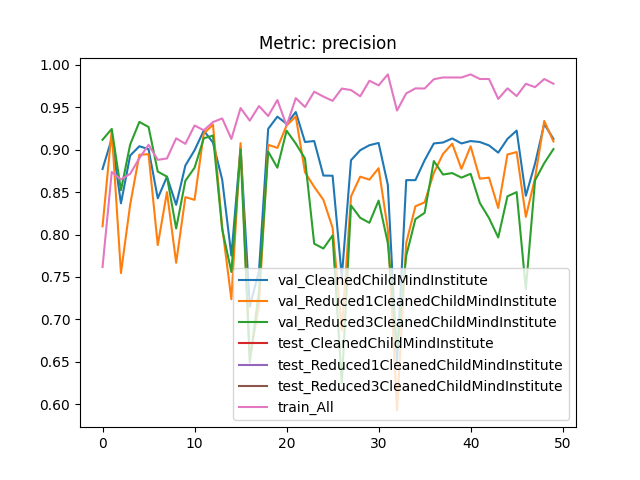 Metric: precision
1.00
0.95
0.90
0.85
0.80
0.75
0.70
0.65
0.60
val_CleanedChildMindInstitute
val_Reduced1CleanedChildMindInstitute
val_Reduced3CleanedChildMindInstitute
test_CleanedChildMindInstitute
test_Reduced1CleanedChildMindInstitute
test_Reduced3CleanedChildMindInstitute
train_All
0 10 20 30 40 50